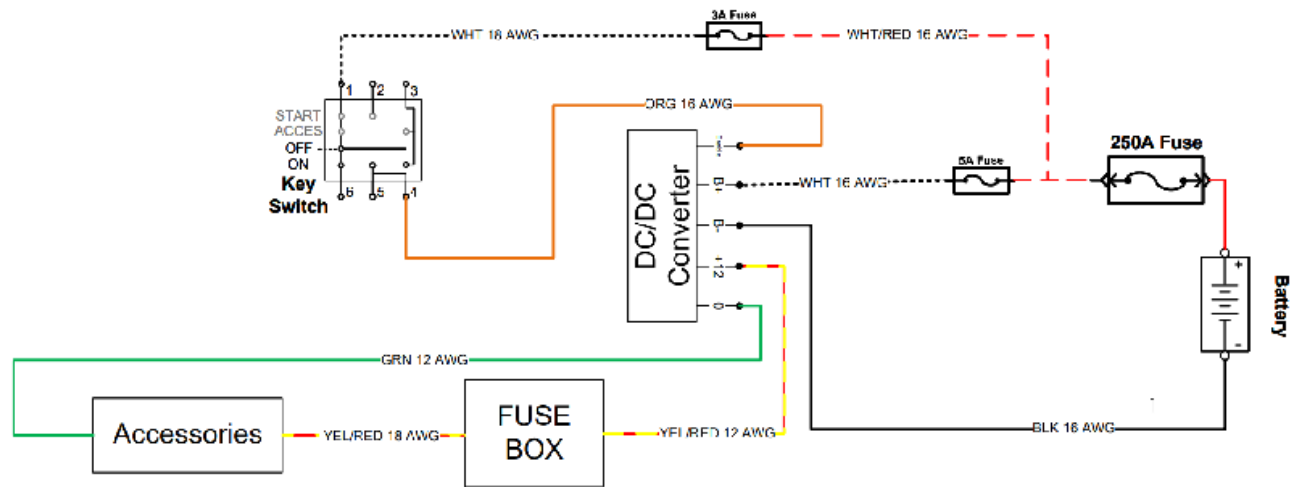 3A Fuse
WHT 18 AWG
WHT/RED 16 AWG
1 2 3
START
ACCES
OFF
ON
6 5 4
Key
Switch
ORG 16 AWG
DC/DC
Converter
B-
+12
WHT 16 AWG
250A Fuse
Battery
+
-
GRN 12 AWG
Accessories
YEL/RED 18 AWG
FUSE
BOX
YEL/RED 12 AWG
BLK 16 AWG